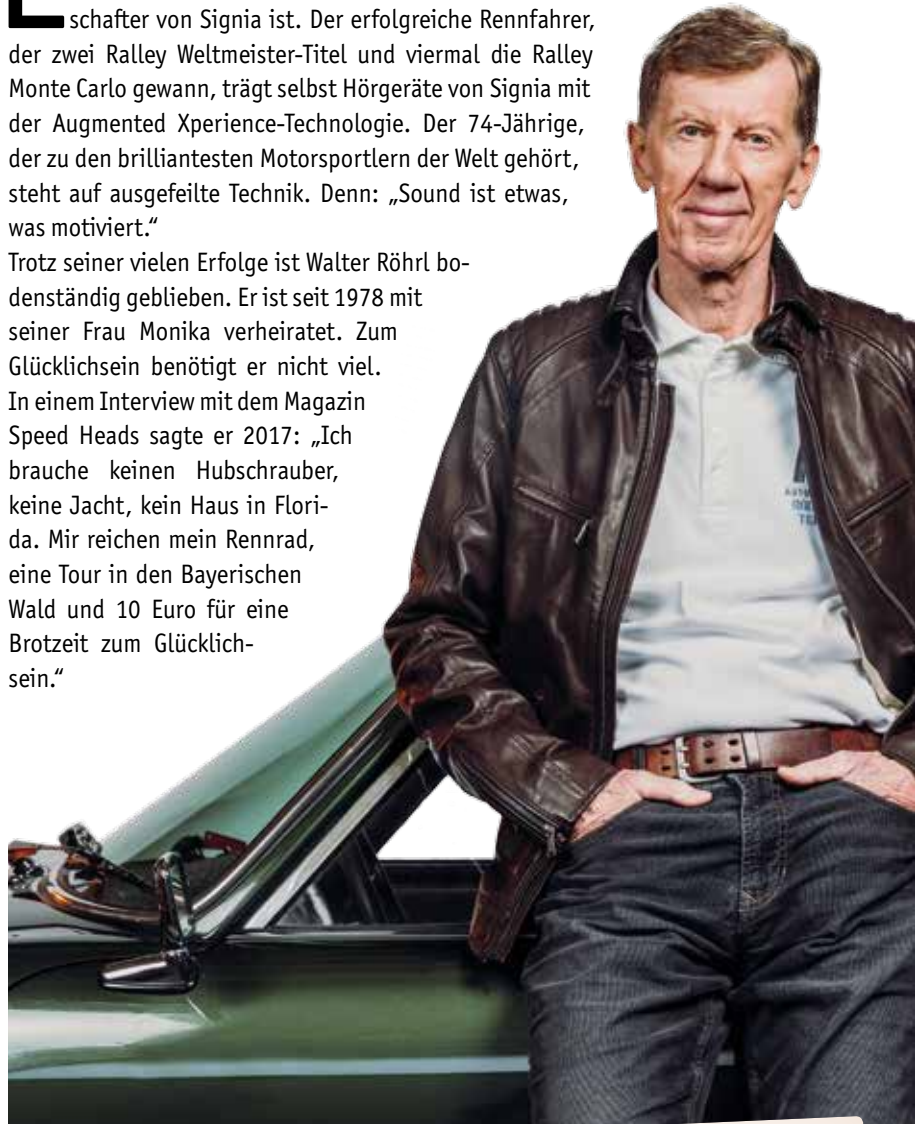 schafter von Signia ist. Der erfolgreiche Rennfahrer,
der zwei Ralley Weltmeister-Titel und viermal die Ralley
Monte Carlo gewann, trägt selbst Hörgeräte von Signia mit
der Augmented Xperience-Technologie. Der 74-Jährige,
der zu den brilliantesten Motorsportlern der Welt gehört,
steht auf ausgefeilte Technik. Denn: „Sound ist etwas,
was motiviert.“
Trotz seiner vielen Erfolge ist Walter Röhrl bo-
denständig geblieben. Er ist seit 1978 mit
seiner Frau Monika verheiratet. Zum
Glücklichsein benötigt er nicht viel.
In einem Interview mit dem Magazin
Speed Heads sagte er 2017: „Ich
brauche keinen Hubschrauber,
keine Jacht, kein Haus in Flori-
da. Mir reichen mein Rennrad,
eine Tour in den Bayerischen
Wald und 10 Euro für eine
Brotzeit zum Glücklich-
sein.“